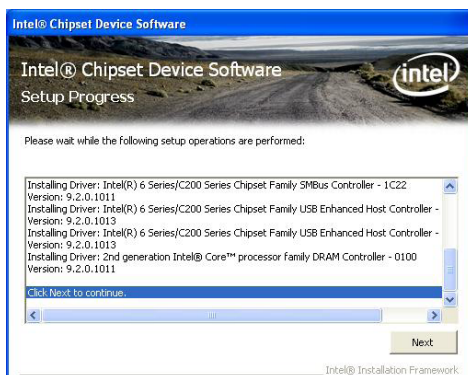 Intel® Chipset Device Software
Intel® Chipset Device Software
Setup Progress
intel
Please wait while the following setup operations are performed:
Installing Driver: Intel(R) 6 Series/C200 Series Chipset Family SMBus Controller - 1C22
Version: 9.2.0.1011
Installing Driver: Intel(R) 6 Series/C200 Series Chipset Family USB Enhanced Host Controller -
Version: 9.2.0.1013
Installing Driver: Intel(R) 6 Series/C200 Series Chipset Family USB Enhanced Host Controller -
Version: 9.2.0.1013
Installing Driver: 2nd generation Intel® Core™ processor family DRAM Controller - 0100
Version: 9.2.0.1011
Click Next to continue.
Next
Intel® Installation Framework